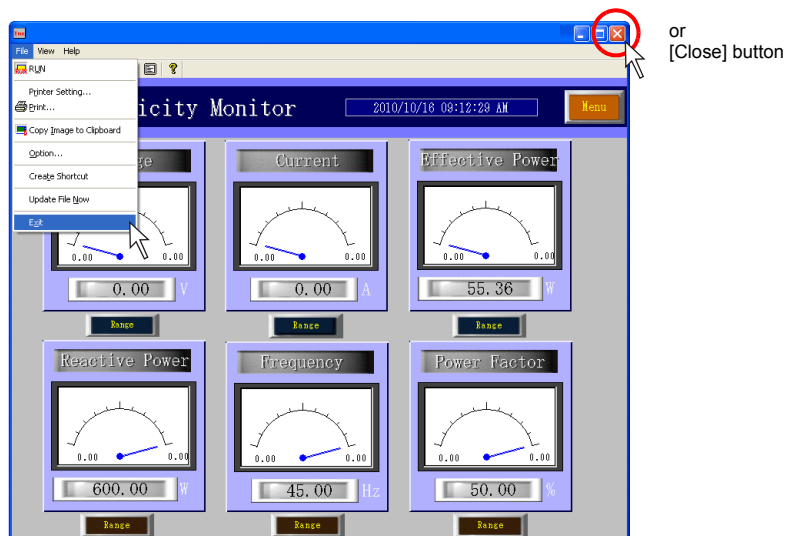 or
[Close] button
File View Help
RUN
Printer Setting...
Print...
Copy Image to Clipboard
Option...
Create Shortcut
Update File Now
Exit
icity Monitor
2010/10/16 09:12:29 AM
Menu
ge
Current
Effective Power
0.00 0.00
0.00 0.00
0.00 0.00
0.00 V
0.00 A
55.36 W
Range
Range
Range
Reactive Power
Frequency
Power Factor
0.00 0.00
0.00 0.00
0.00 0.00
600.00 W
45.00 Hz
50.00 %
Range
Range
Range